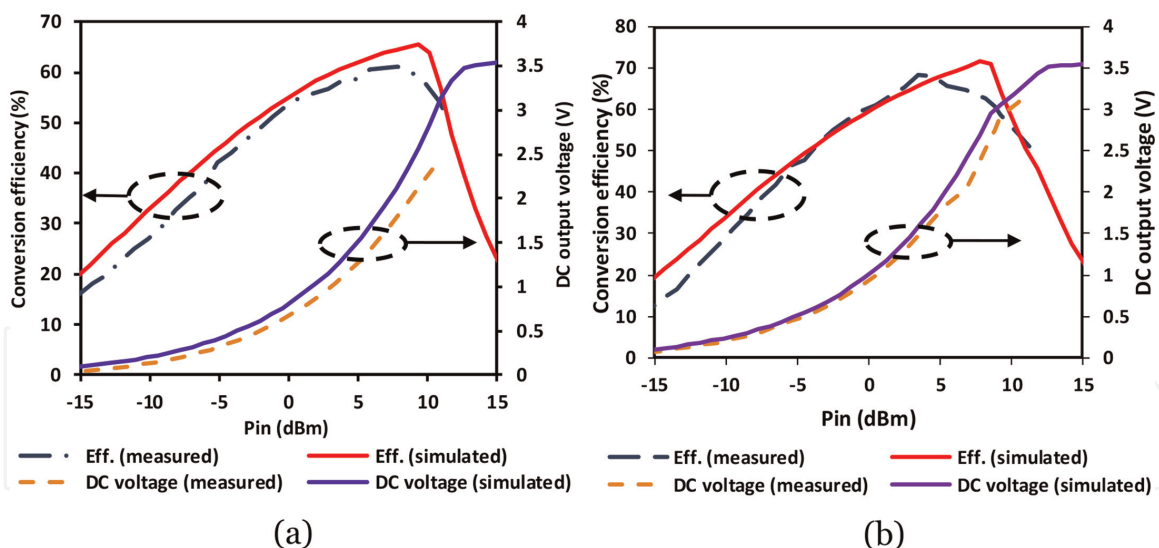 70
60
50
40
30
20
10
0
Conversion efficiency (%)
4
3.5
3
2.5
2
1.5
1
0.5
0
DC output voltage (V)
-15 -10 -5 0 5 10 15
Pin (dBm)
Eff. (measured) Eff. (simulated)
DC voltage (measured) DC voltage (simulated)
(a)
80
70
60
50
40
30
20
10
0
Conversion efficiency (%)
4
3.5
3
2.5
2
1.5
1
0.5
0
DC output voltage (V)
-15 -10 -5 0 5 10 15
Pin (dBm)
Eff. (measured) Eff. (simulated)
DC voltage (measured) DC voltage (simulated)
(b)